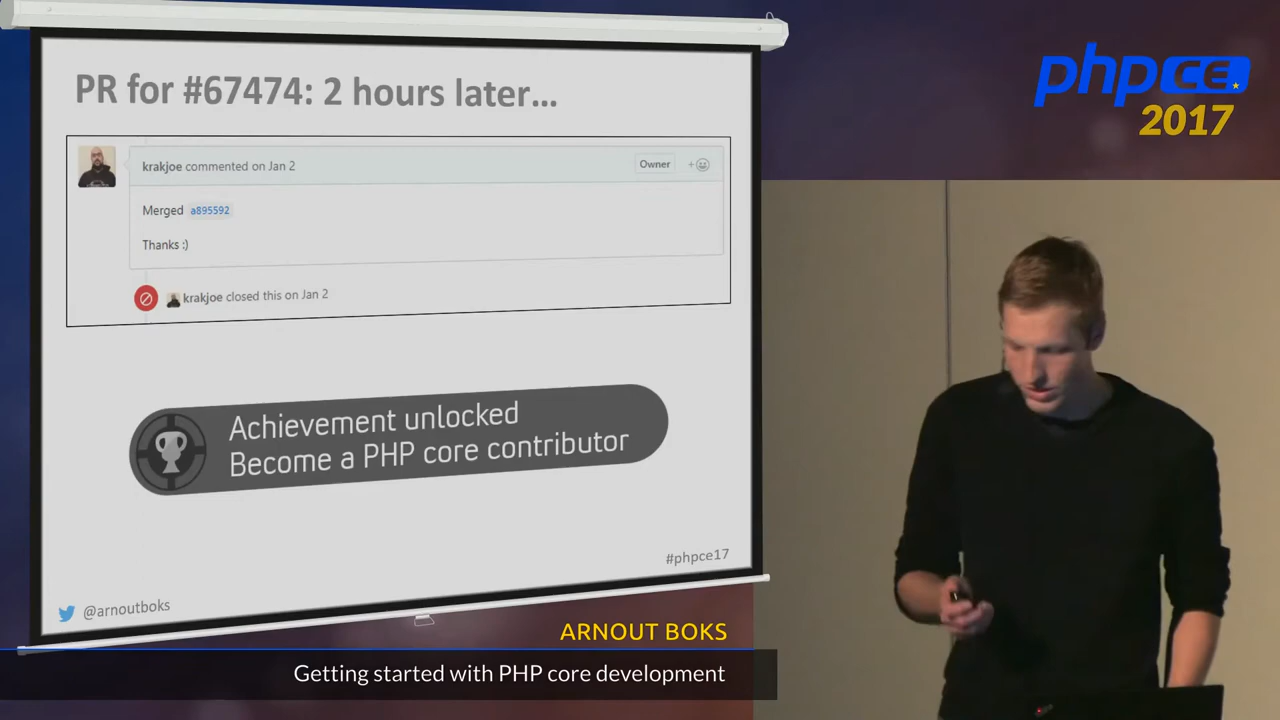 PR for #67474: 2 hours later…
krakjoe commented on Jan 2
Owner
Merged a895592
Thanks :)
krakjoe closed this on Jan 2
Achievement unlocked
Become a PHP core contributor
#phpce17
@arnoutboks
phpCE
2017
ARNOUT BOKS
Getting started with PHP core development